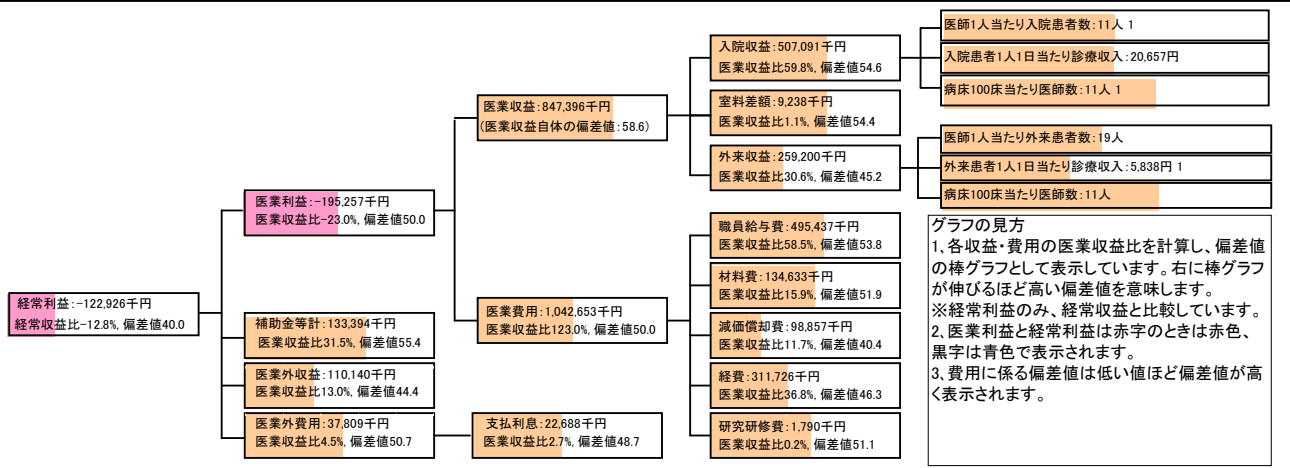 経常利益:-122,926千円
経常収益比-12.8%, 偏差値40.0
医業利益:-195,257千円
医業収益比-23.0%, 偏差値50.0
補助金等計:133,394千円
医業収益比31.5%, 偏差値55.4
医業外収益:110,140千円
医業収益比13.0%, 偏差値44.4
医業外費用:37,809千円
医業収益比4.5%, 偏差値50.7
医業収益:847,396千円
(医業収益自体の偏差値:58.6)
医業費用:1,042,653千円
医業収益比123.0%, 偏差値50.0
支払利息:22,688千円
医業収益比2.7%, 偏差値48.7
入院収益:507,091千円
医業収益比59.8%, 偏差値54.6
室料差額:9,238千円
医業収益比1.1%, 偏差値54.4
外来収益:259,200千円
医業収益比30.6%, 偏差値45.2
職員給与費:495,437千円
医業収益比58.5%, 偏差値53.8
材料費:134,633千円
医業収益比15.9%, 偏差値51.9
減価償却費:98,857千円
医業収益比11.7%, 偏差値40.4
経費:311,726千円
医業収益比36.8%, 偏差値46.3
研究研修費:1,790千円
医業収益比0.2%, 偏差値51.1
医師1人当たり入院患者数:11人 1
入院患者1人1日当たり診療収入:20,657円
病床100床当たり医師数:11人 1
医師1人当たり外来患者数:19人
外来患者1人1日当たり診療収入:5,838円 1
病床100床当たり医師数:11人
グラフの見方
1、各収益・費用の医業収益比を計算し、偏差値
の棒グラフとして表示しています。右に棒グラフ
が伸びるほど高い偏差値を意味します。
※経常利益のみ、経常収益と比較しています。
2、医業利益と経常利益は赤字のときは赤色、
黒字は青色で表示されます。
3、費用に係る偏差値は低い値ほど偏差値が高
く表示されます。